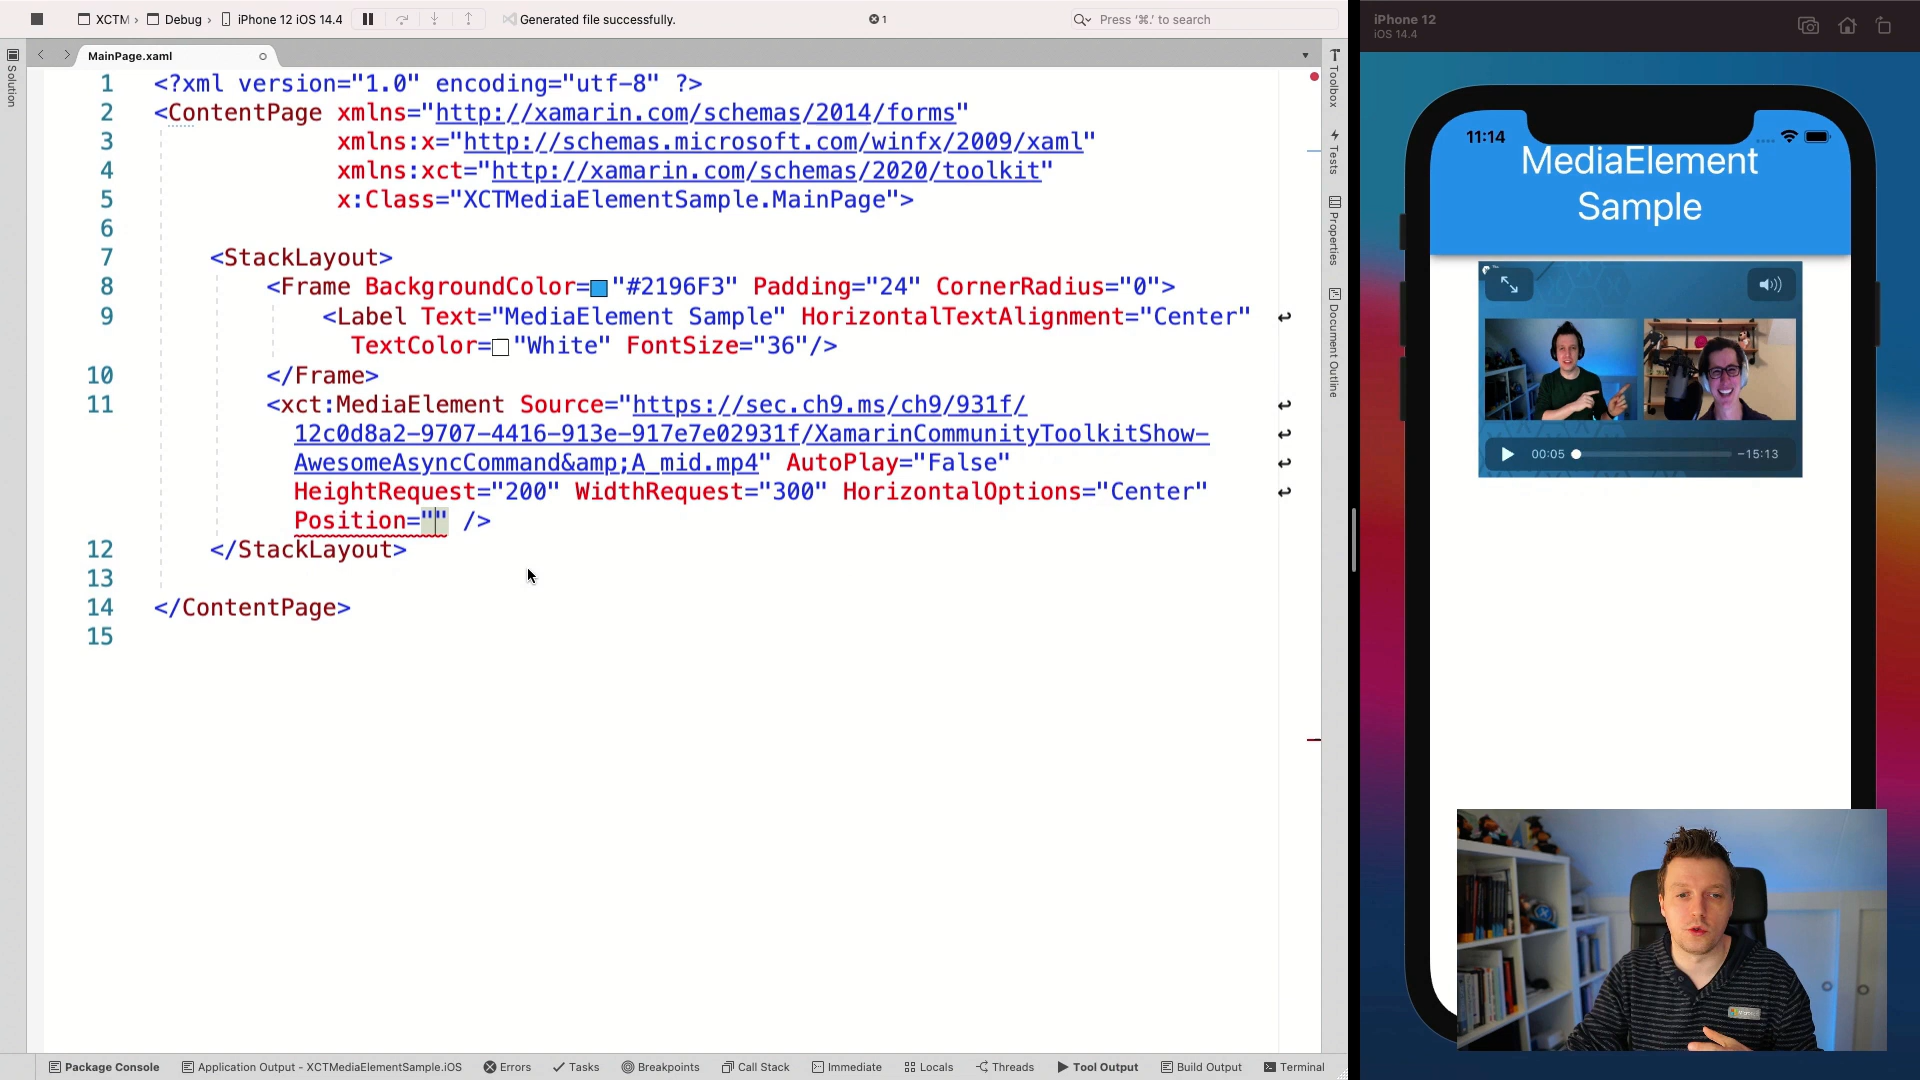 XCTM
Debug
iPhone 12 iOS 14.4
Generated file successfully.
1
Press '⌘.' to search
MainPage.xaml
Solution
1 <?xml version="1.0" encoding="utf-8" ?>
2 <ContentPage xmlns="http://xamarin.com/schemas/2014/forms"
3 xmlns:x="http://schemas.microsoft.com/winfx/2009/xaml"
4 xmlns:xct="http://xamarin.com/schemas/2020/toolkit"
5 x:Class="XCTMediaElementSample.MainPage">
6
7 <StackLayout>
8 <Frame BackgroundColor="#2196F3" Padding="24" CornerRadius="0">
9 <Label Text="MediaElement Sample" HorizontalTextAlignment="Center"
TextColor="White" FontSize="36"/>
10 </Frame>
11 <xct:MediaElement Source="https://sec.ch9.ms/ch9/931f/
12c0d8a2-9707-4416-913e-917e7e02931f/XamarinCommunityToolkitShow-
AwesomeAsyncCommand&amp;A_mid.mp4" AutoPlay="False"
HeightRequest="200" WidthRequest="300" HorizontalOptions="Center"
Position="" />
12 </StackLayout>
13
14 </ContentPage>
15
Toolbox
Tests
Properties
Document Outline
Package Console
Application Output - XCTMediaElementSample.iOS
Errors
Tasks
Breakpoints
Call Stack
Immediate
Locals
Threads
Tool Output
Build Output
Terminal
iPhone 12
iOS 14.4
11:14
MediaElement
Sample
00:05
-15:13